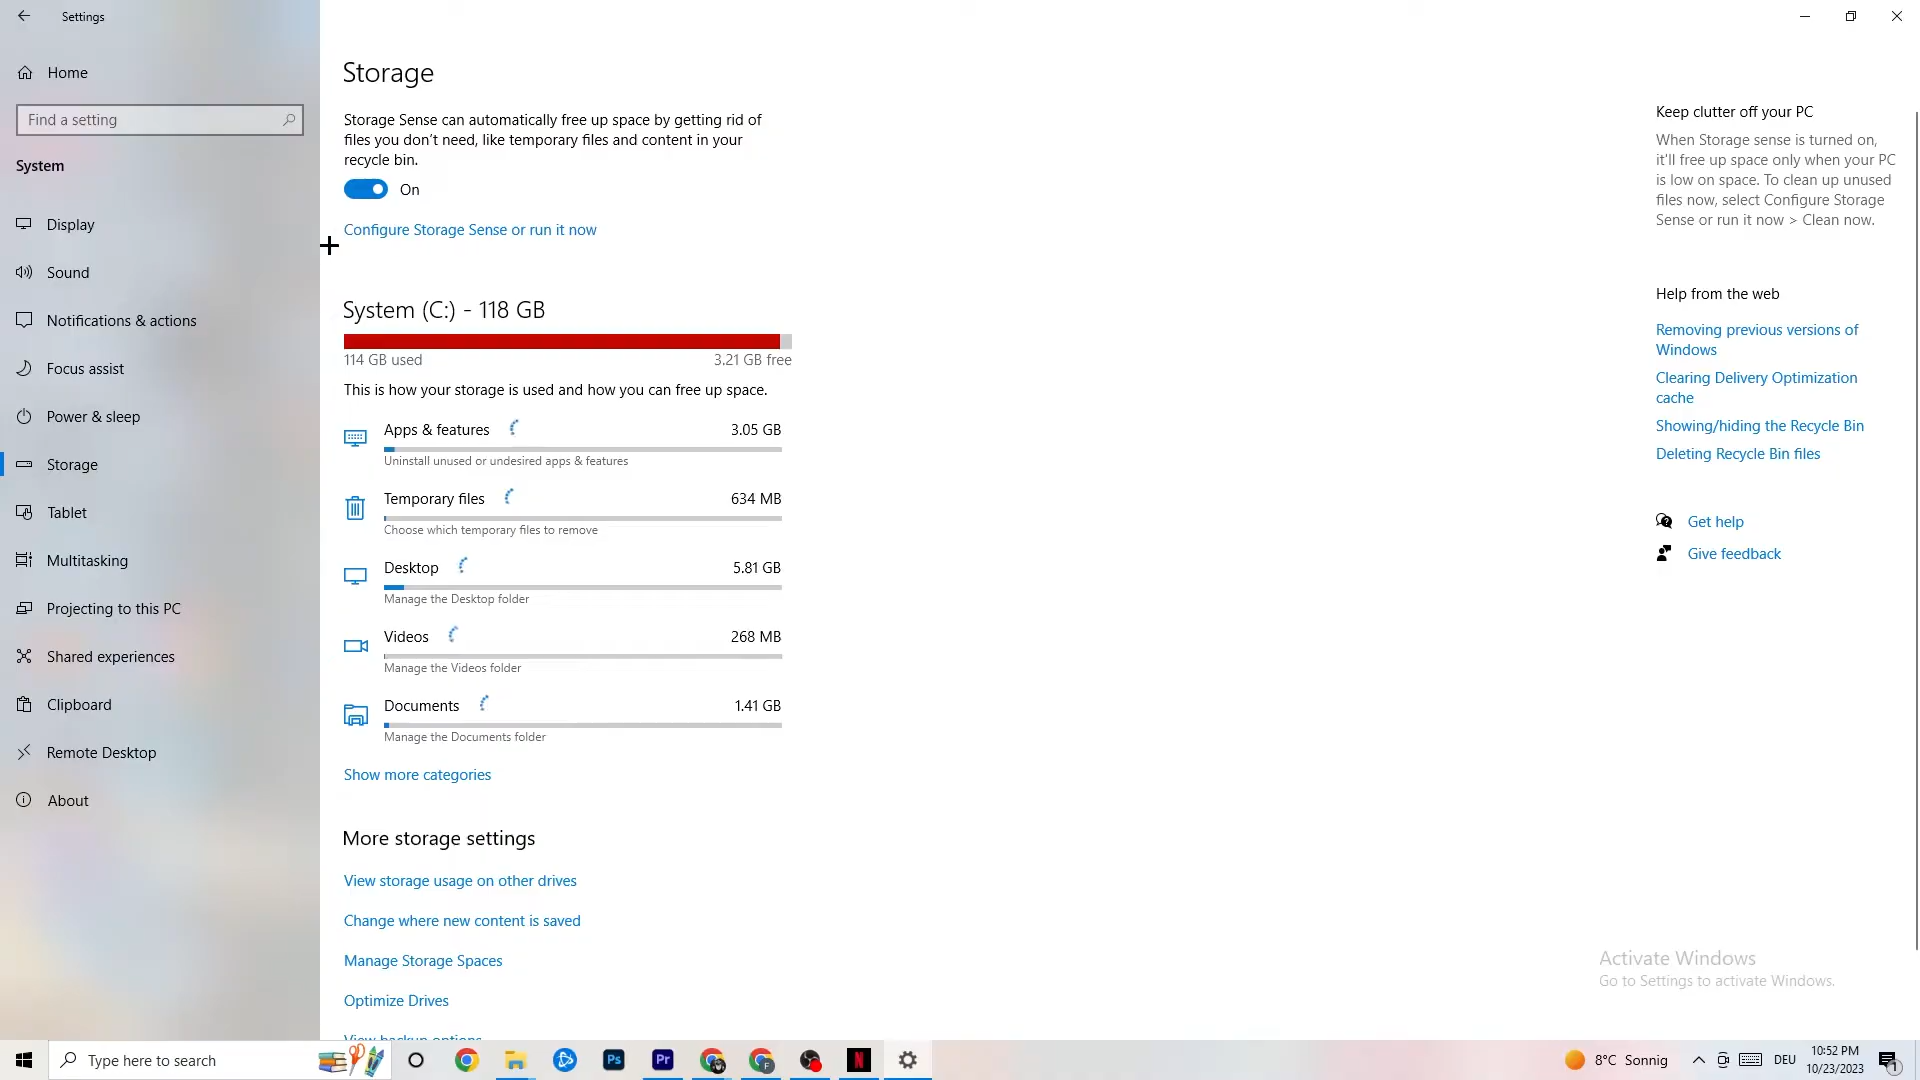 Settings
Home
Find a setting
System
Display
Sound
Notifications & actions
Focus assist
Power & sleep
Storage
Tablet
Multitasking
Projecting to this PC
Shared experiences
Clipboard
Remote Desktop
About
Storage
Storage Sense can automatically free up space by getting rid of
files you don’t need, like temporary files and content in your
recycle bin.
On
Configure Storage Sense or run it now
System (C:) - 118 GB
114 GB used 3.21 GB free
This is how your storage is used and how you can free up space.
Apps & features 3.05 GB
Uninstall unused or undesired apps & features
Temporary files 634 MB
Choose which temporary files to remove
Desktop 5.81 GB
Manage the Desktop folder
Videos 268 MB
Manage the Videos folder
Documents 1.41 GB
Manage the Documents folder
Show more categories
More storage settings
View storage usage on other drives
Change where new content is saved
Manage Storage Spaces
Optimize Drives
View backup options
Keep clutter off your PC
When Storage sense is turned on,
it'll free up space only when your PC
is low on space. To clean up unused
files now, select Configure Storage
Sense or run it now > Clean now.
Help from the web
Removing previous versions of
Windows
Clearing Delivery Optimization
cache
Showing/hiding the Recycle Bin
Deleting Recycle Bin files
Get help
Give feedback
Activate Windows
Go to Settings to activate Windows.
Type here to search
Ps
Pr
F
N
8°C Sonnig
DEU
10:52 PM
10/23/2023
1